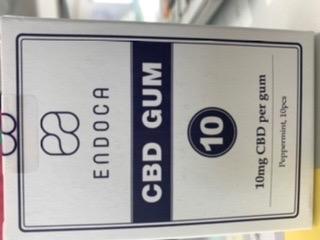 ENDOCA
CBD GUM
10
10mg CBD per gum
Peppermint, 10pcs